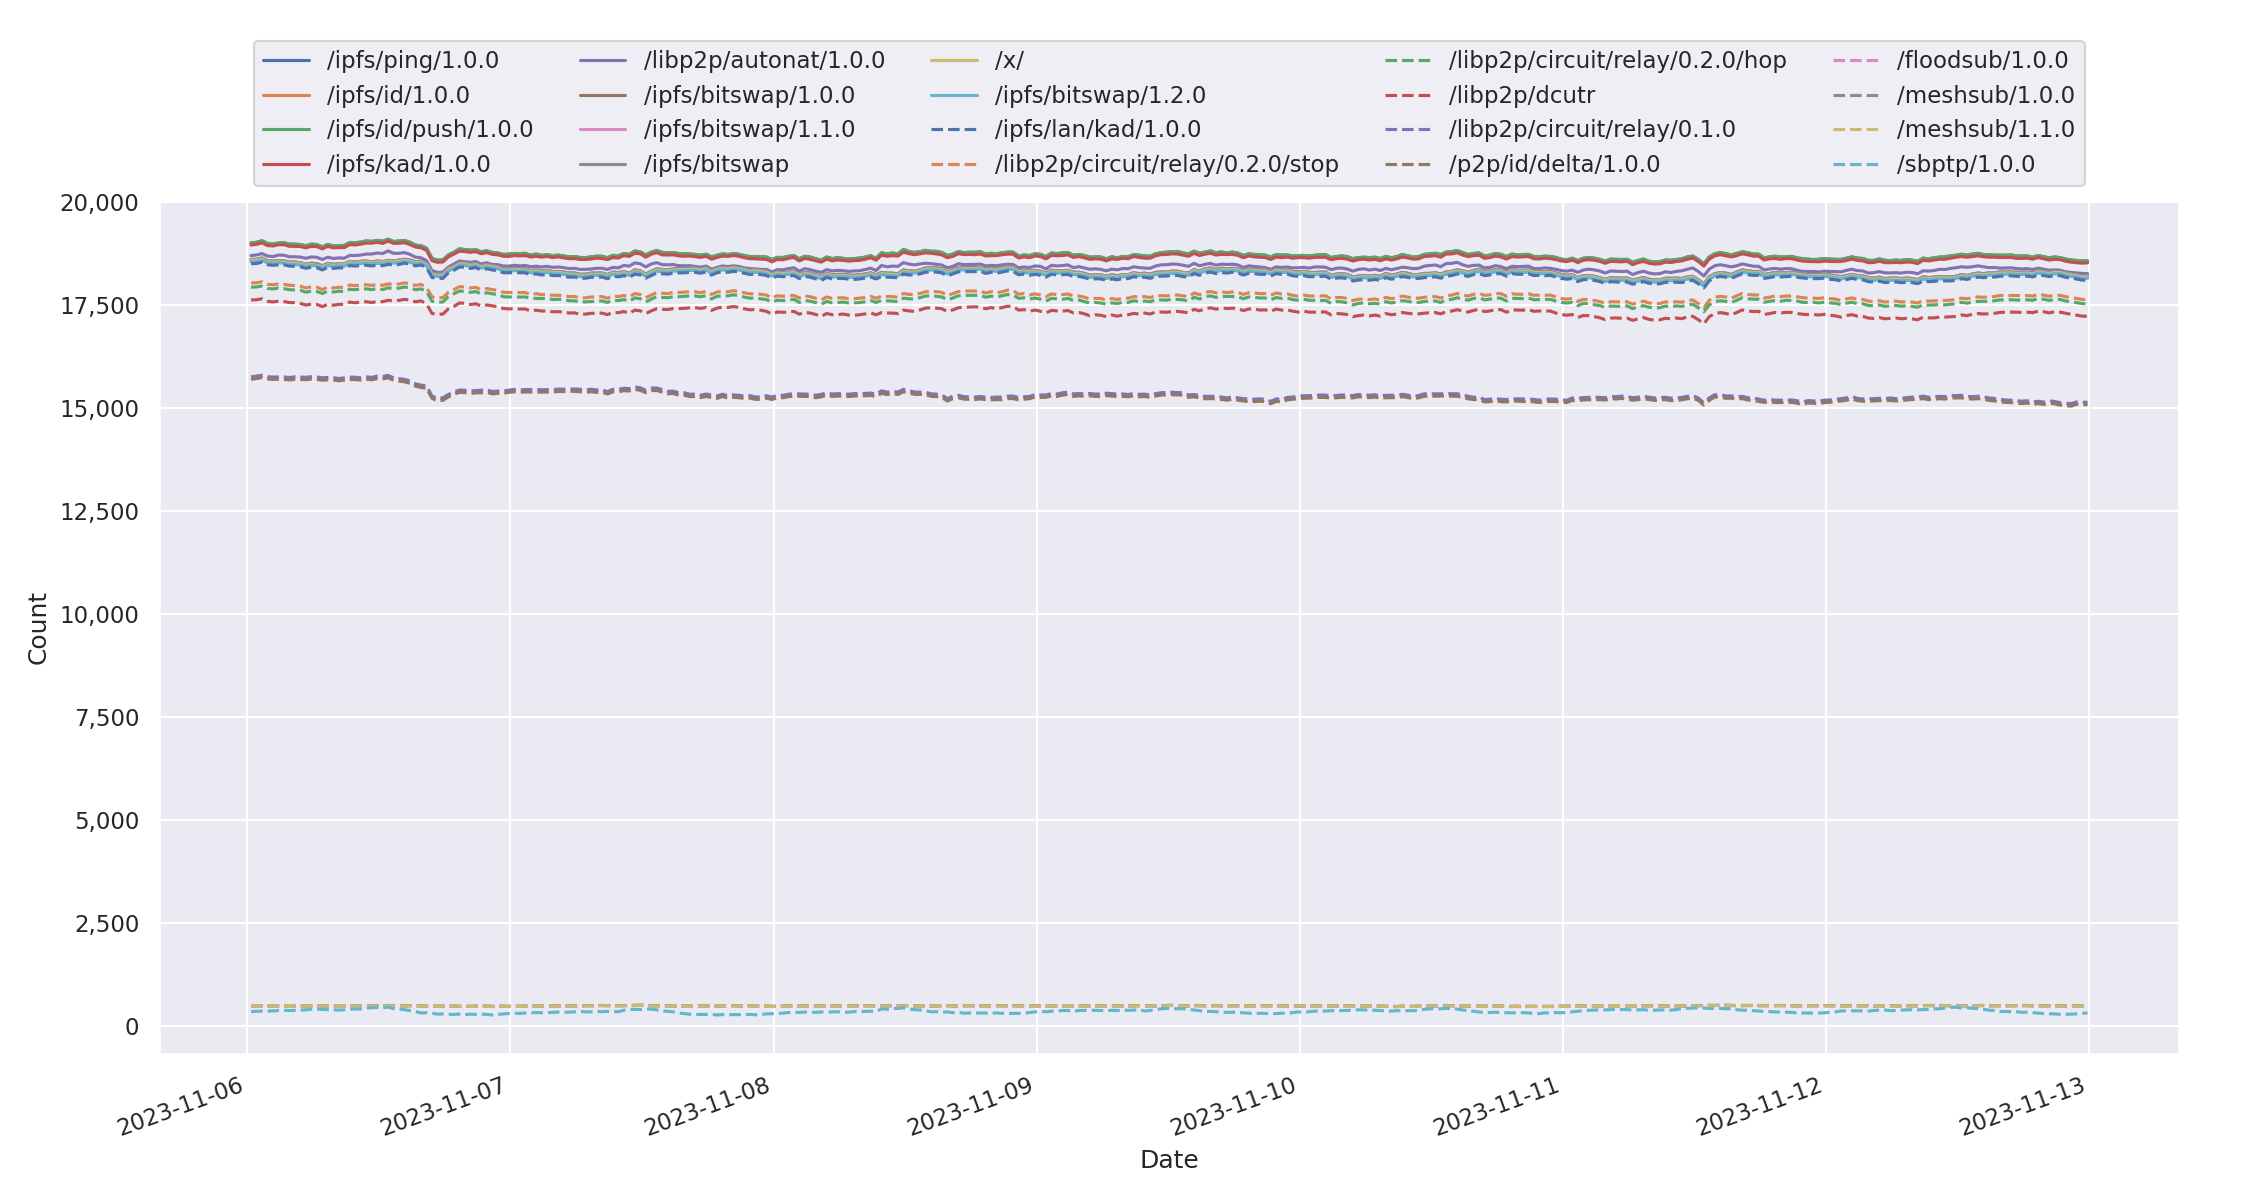 /ipfs/ping/1.0.0
/ipfs/id/1.0.0
/ipfs/id/push/1.0.0
/ipfs/kad/1.0.0
/libp2p/autonat/1.0.0
/ipfs/bitswap/1.0.0
/ipfs/bitswap/1.1.0
/ipfs/bitswap
/x/
/ipfs/bitswap/1.2.0
/ipfs/lan/kad/1.0.0
/libp2p/circuit/relay/0.2.0/stop
/libp2p/circuit/relay/0.2.0/hop
/libp2p/dcutr
/libp2p/circuit/relay/0.1.0
/p2p/id/delta/1.0.0
/floodsub/1.0.0
/meshsub/1.0.0
/meshsub/1.1.0
/sbptp/1.0.0
20,000
17,500
15,000
12,500
10,000
7,500
5,000
2,500
0
Count
2023-11-06
2023-11-07
2023-11-08
2023-11-09
2023-11-10
2023-11-11
2023-11-12
2023-11-13
Date